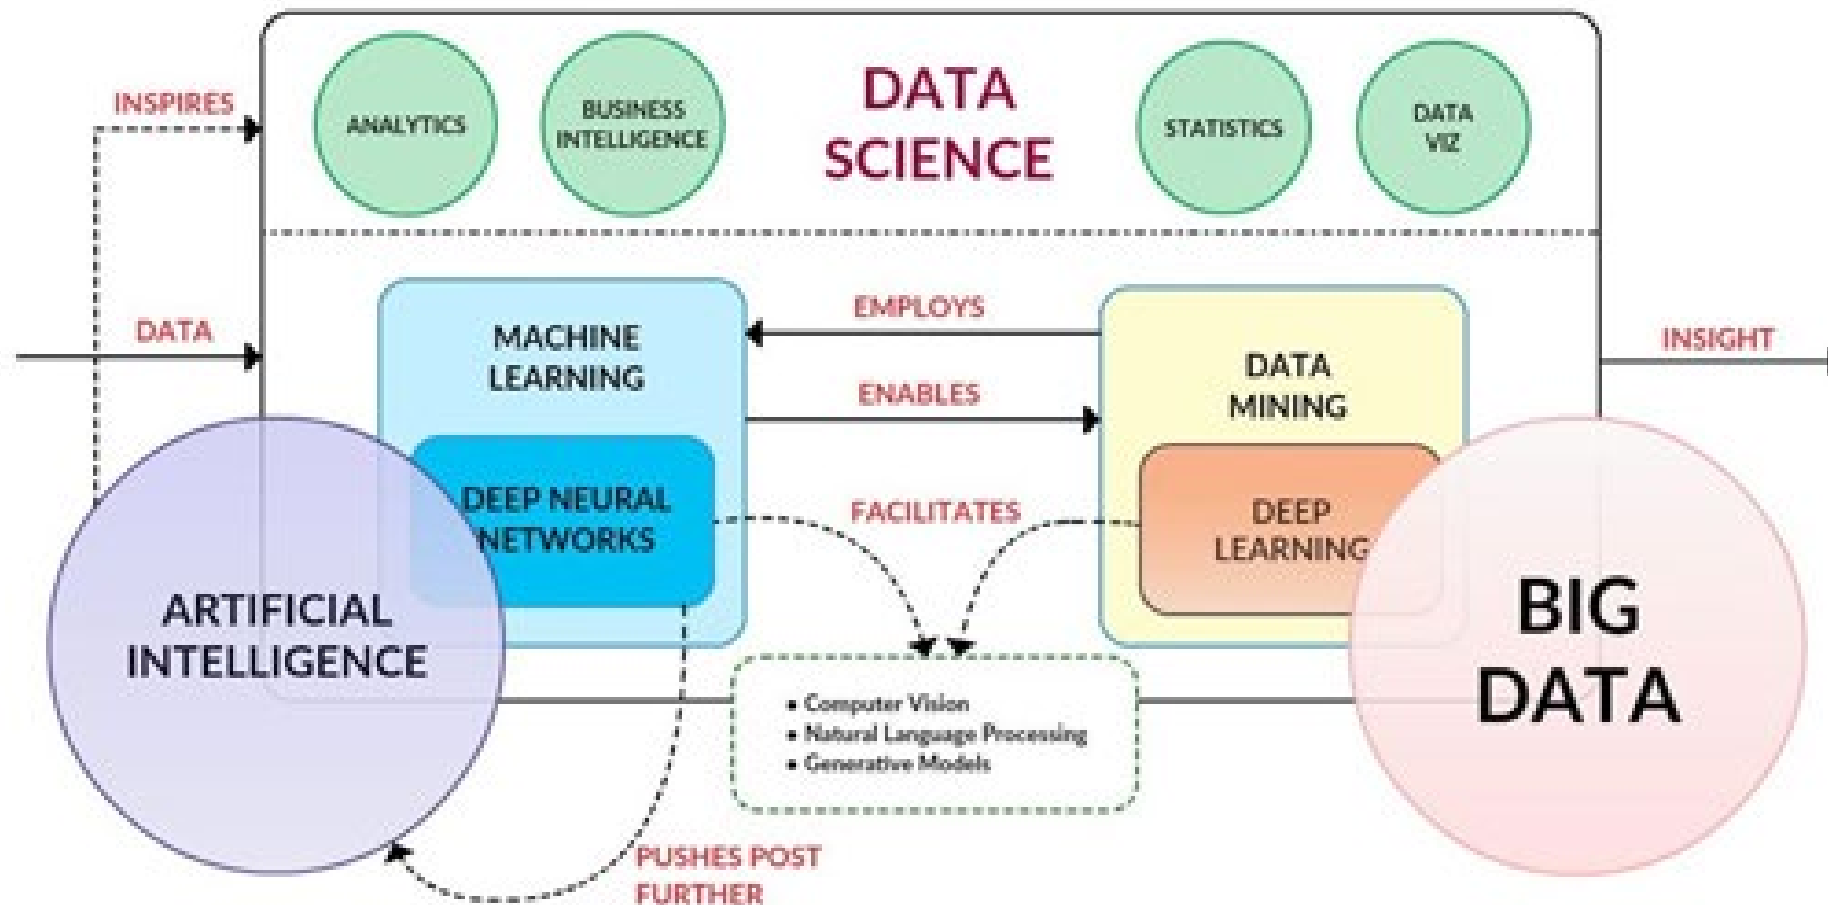 DATA
SCIENCE
ANALYTICS
BUSINESS
INTELLIGENCE
STATISTICS
DATA
VIZ
INSPIRES
DATA
MACHINE
LEARNING
EMPLOYS
ENABLES
DATA
MINING
INSIGHT
DEEP NEURAL
NETWORKS
FACILITATES
DEEP
LEARNING
ARTIFICIAL
INTELLIGENCE
BIG
DATA
• Computer Vision
• Natural Language Processing
• Generative Models
PUSHES POST
FURTHER